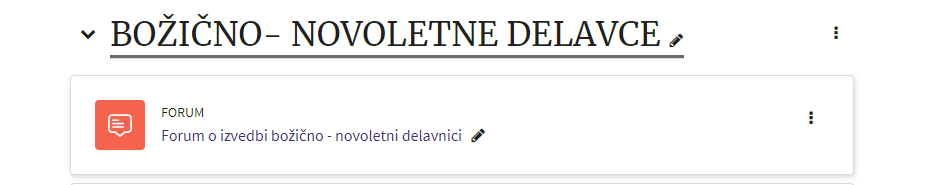 BOŽIČNO- NOVOLETNE DELAVCE
FORUM
Forum o izvedbi božično - novoletni delavnici